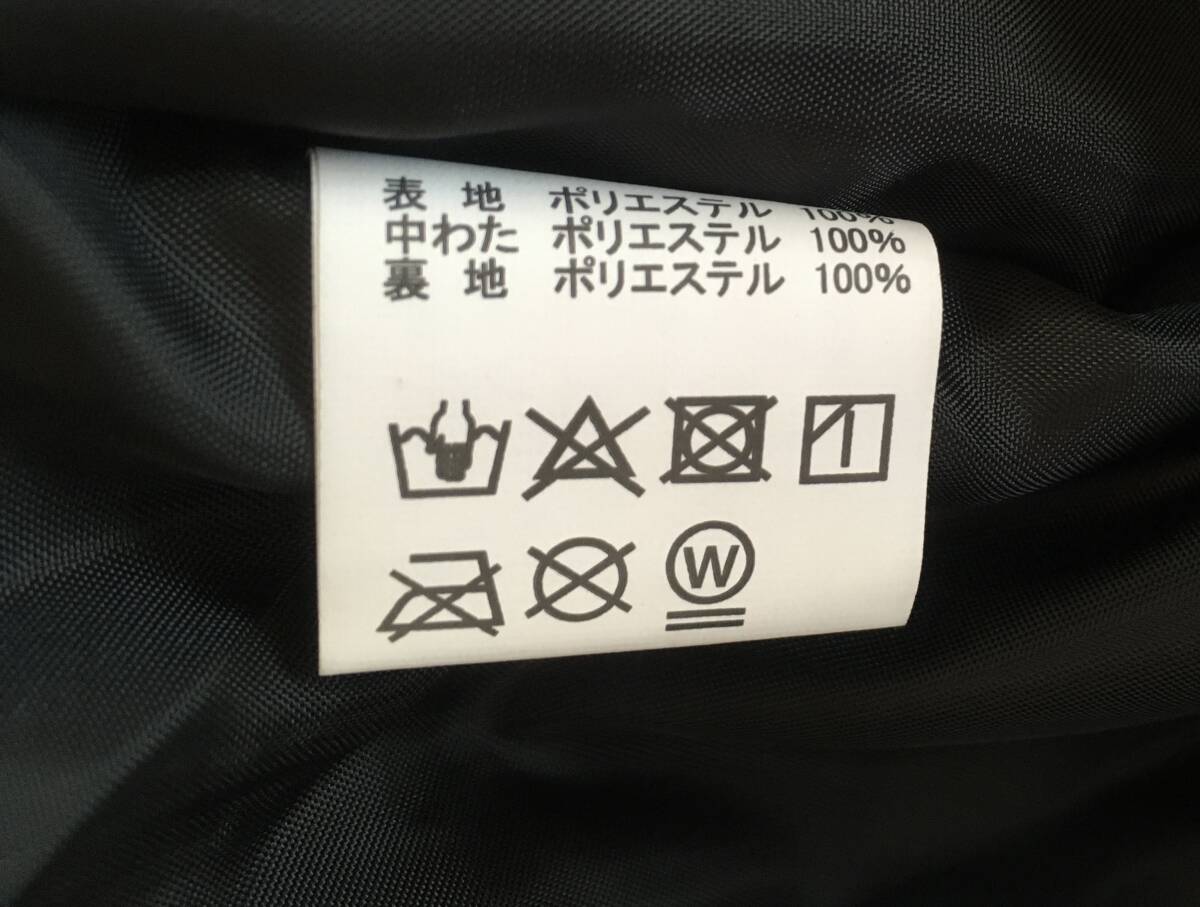 表 地 ポリエステル 100%
中わた ポリエステル 100%
裏 地 ポリエステル 100%
W